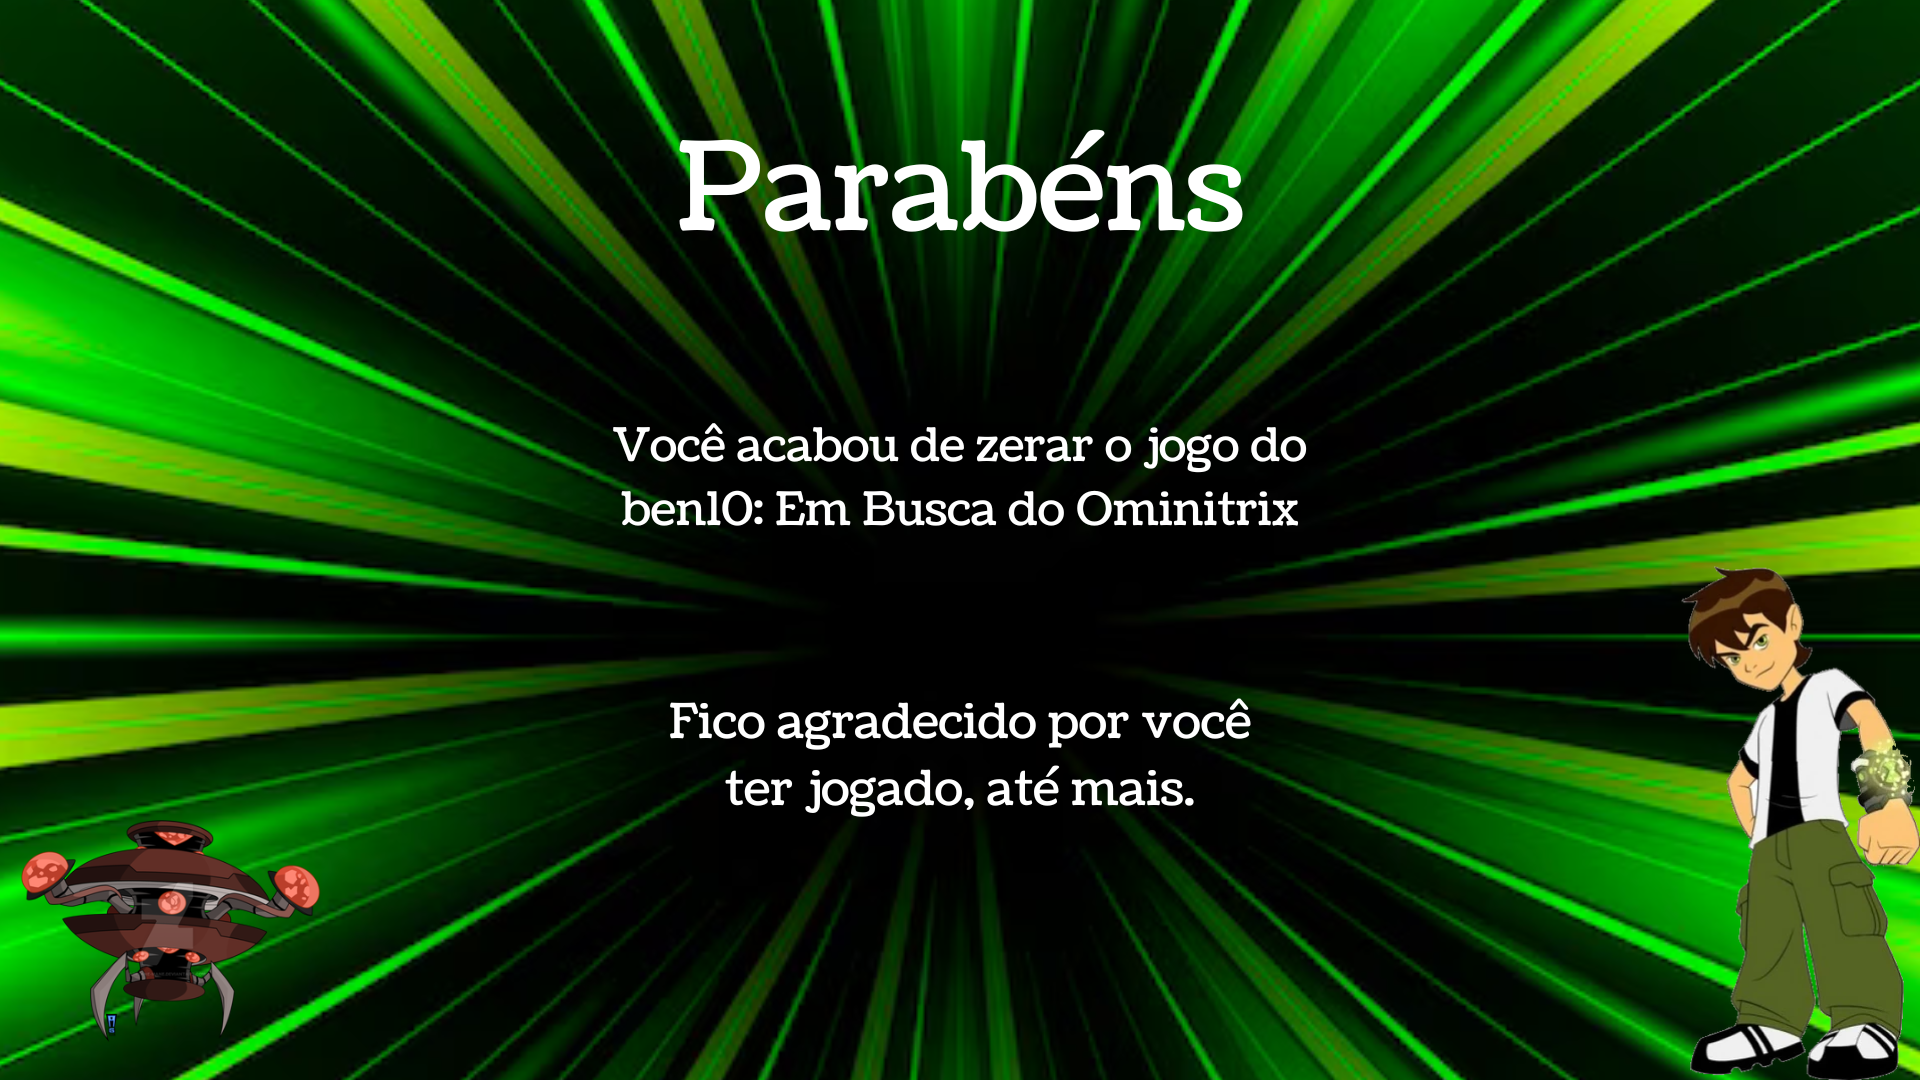 Parabéns
Você acabou de zerar o jogo do
ben10: Em Busca do Ominitrix
Fico agradecido por você
ter jogado, até mais.